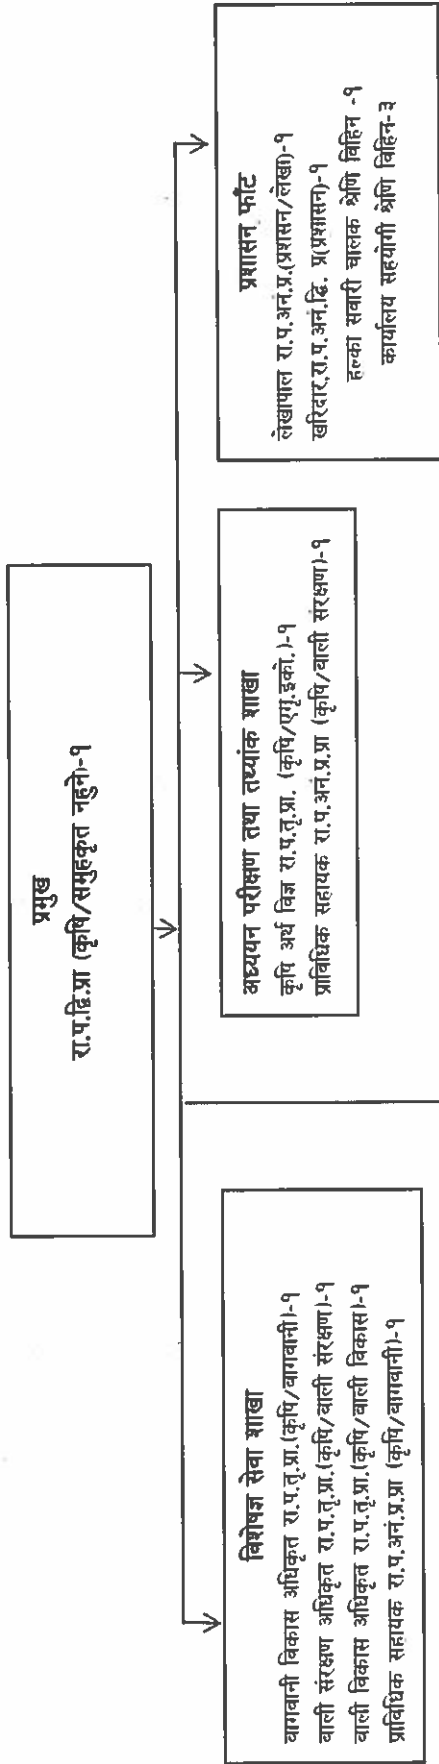 प्रमुख
रा.प.द्वि.प्रा (कृषि/समुहकृत नहुने)-१
विशेषज्ञ सेवा शाखा
बागवानी विकास अधिकृत रा.प.तृ.प्रा.(कृषि/बागवानी)-१
बाली संरक्षण अधिकृत रा.प.तृ.प्रा.(कृषि/बाली संरक्षण)-१
बाली विकास अधिकृत रा.प.तृ.प्रा.(कृषि/बाली विकास)-१
प्राविधिक सहायक रा.प.अनं.प्र.प्रा (कृषि/बागवानी)-१
अध्ययन परीक्षण तथा तथ्यांक शाखा
कृषि अर्थ विज्ञ रा.प.तृ.प्रा. (कृषि/एगृ.इको.)-१
प्राविधिक सहायक रा.प.अनं.प्र.प्रा (कृषि/बाली संरक्षण)-१
प्रशासन फाँट
लेखापाल रा.प.अनं.प्र.(प्रशासन/लेखा)-१
खरिदार.रा.प.अनं.द्वि. प्र(प्रशासन)-१
हल्का सवारी चालक श्रेणि विहिन -१
कार्यालय सहयोगी श्रेणि विहिन-३